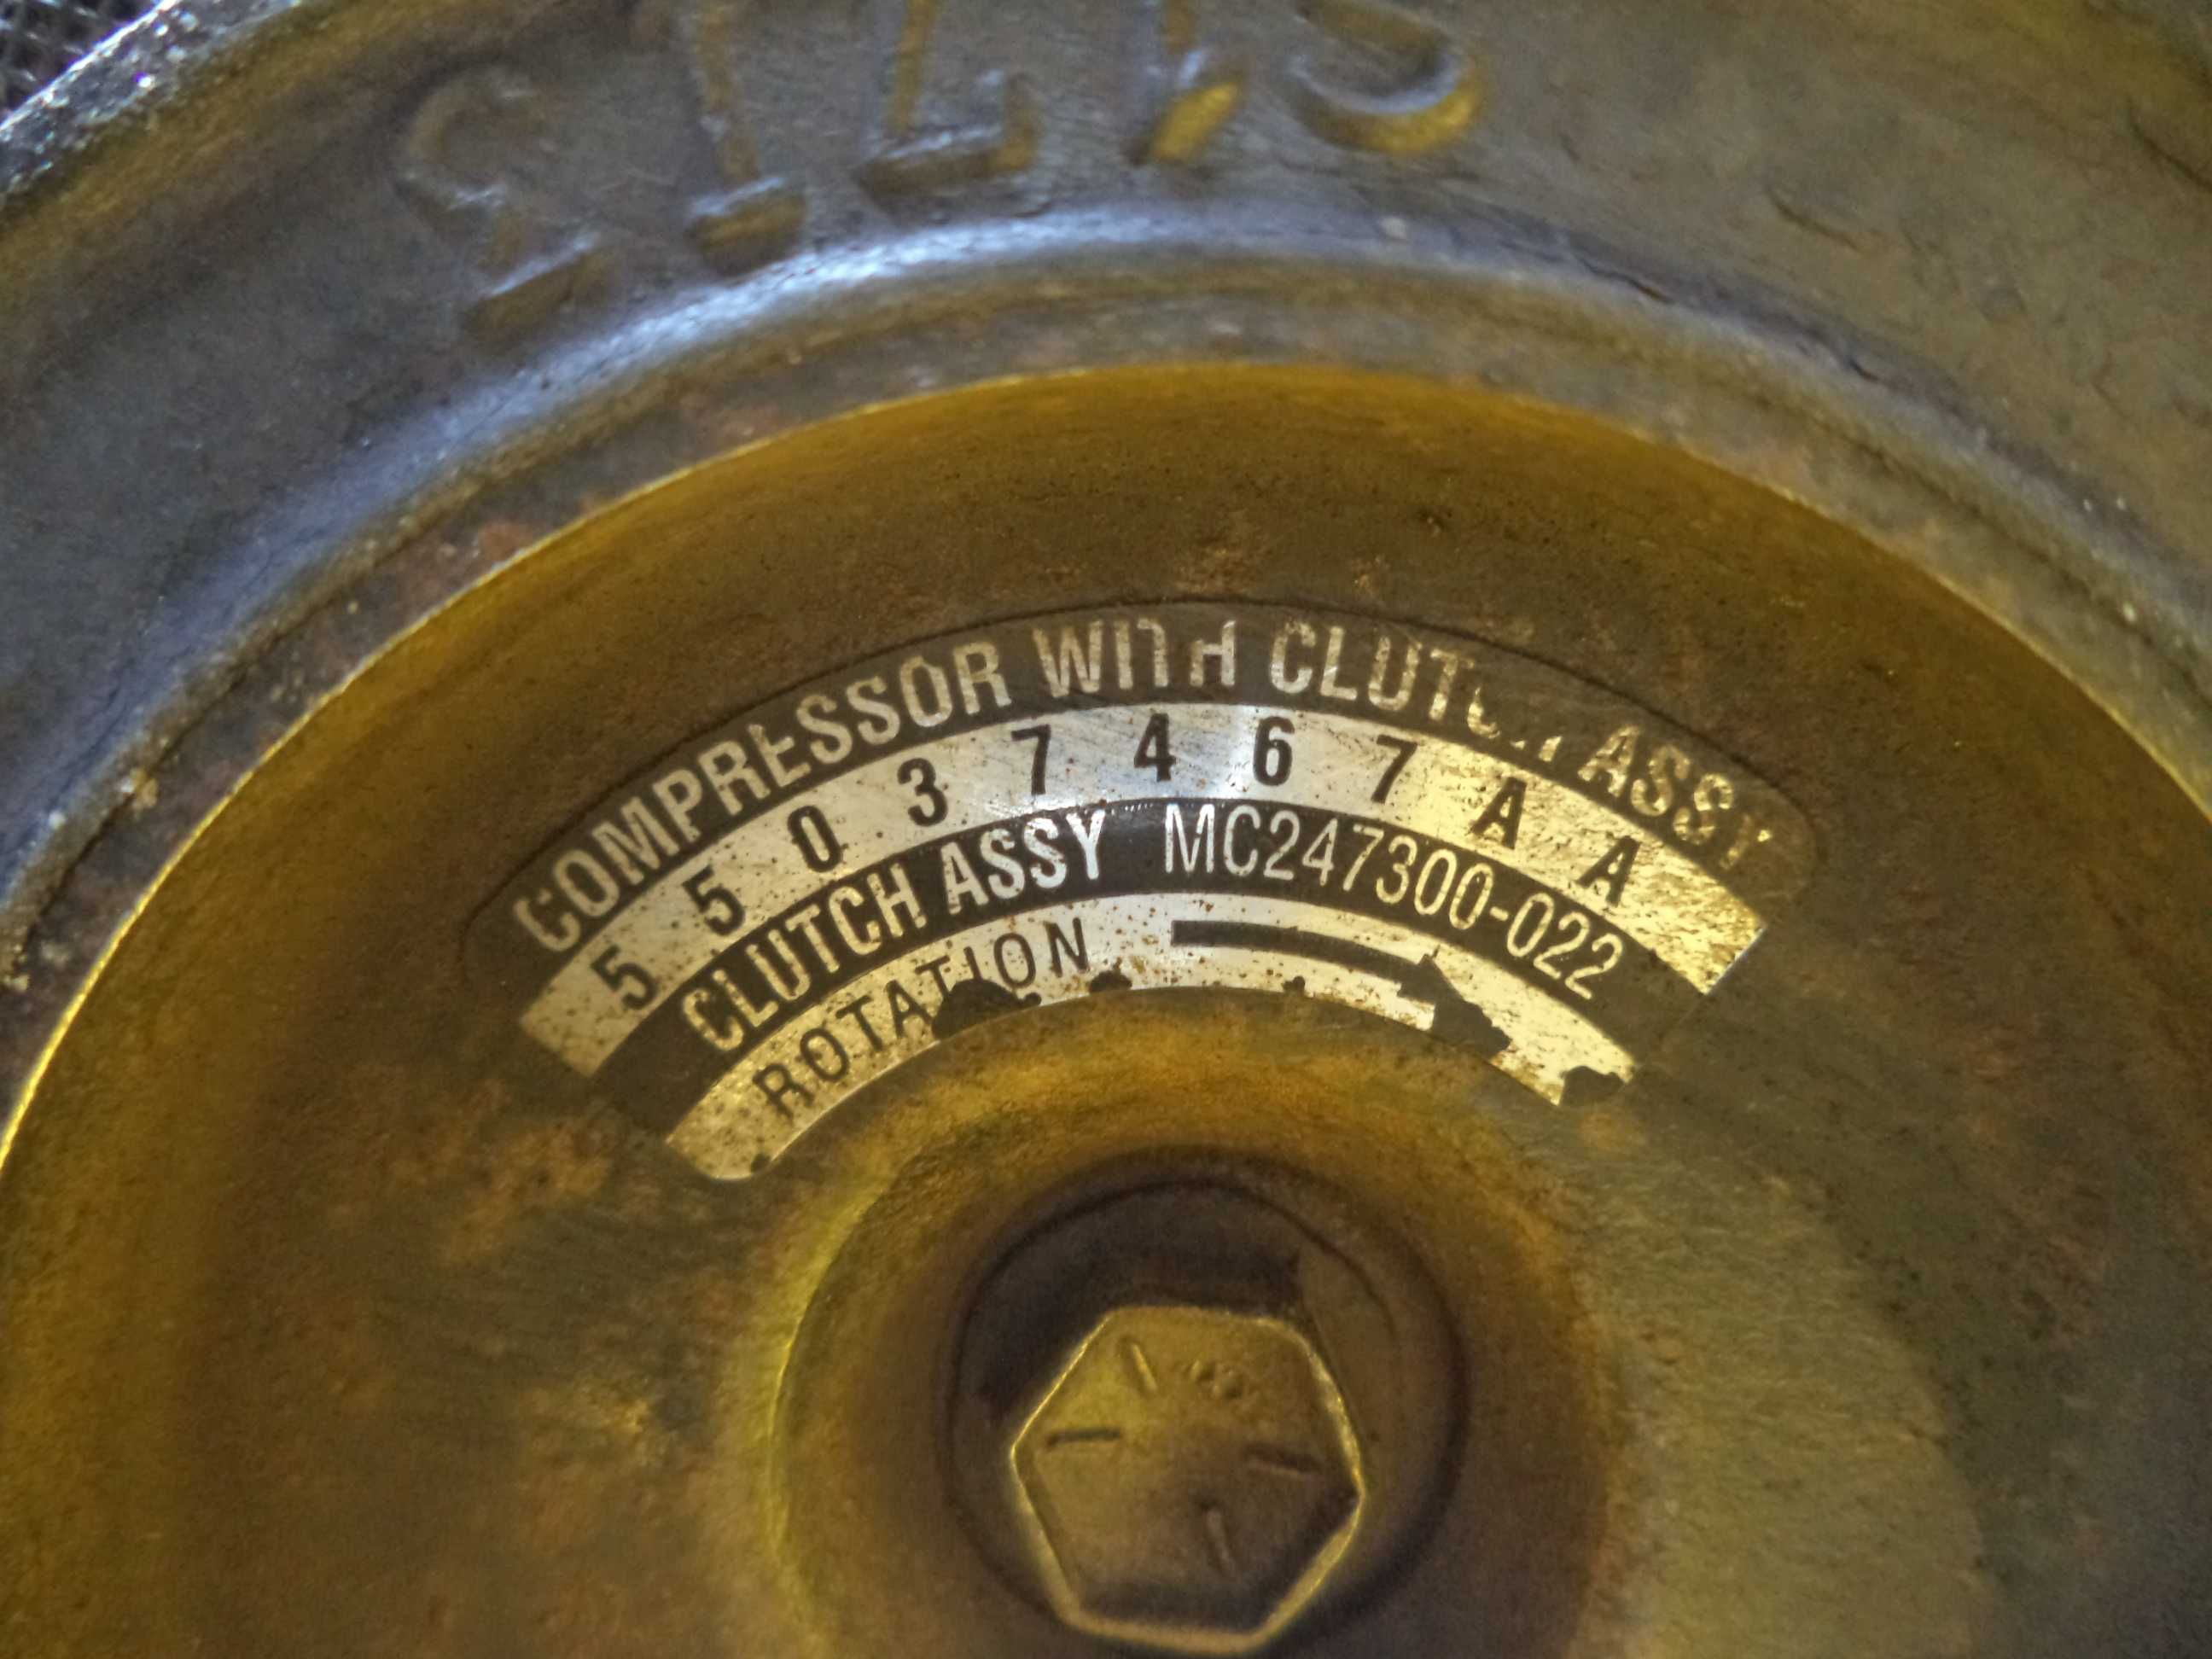 COMPRESSOR WITH CLUTCH ASSY
5 5 0 3 7 4 6 7 A A
CLUTCH ASSY MC247300-022
ROTATION